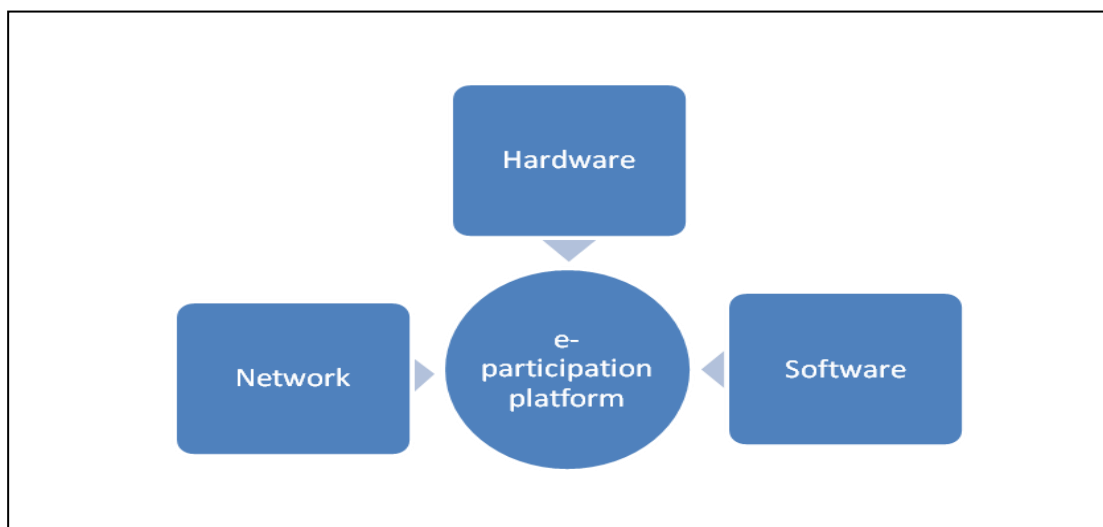 Hardware
Network
e-
participation
platform
Software